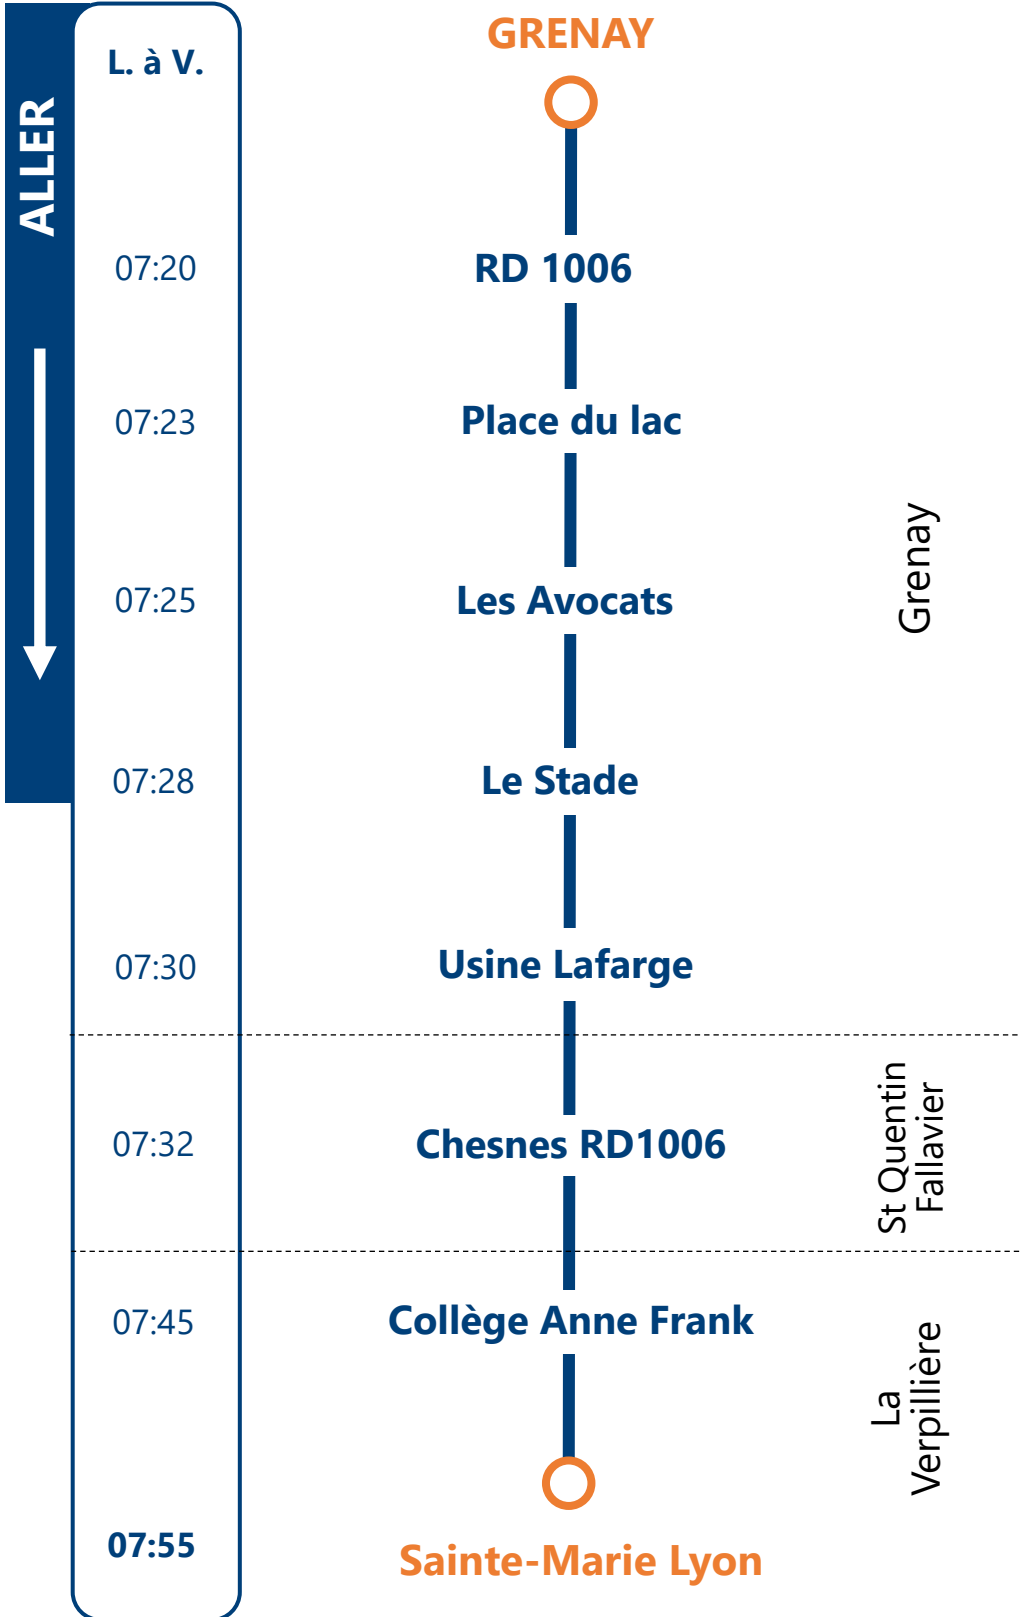 ALLER
L. à V.
GRENAY
07:20 RD 1006
07:23 Place du lac
07:25 Les Avocats
Grenay
07:28 Le Stade
07:30 Usine Lafarge
07:32 Chesnes RD1006
St Quentin
Fallavier
07:45 Collège Anne Frank
La
Verpillière
07:55 Sainte-Marie Lyon